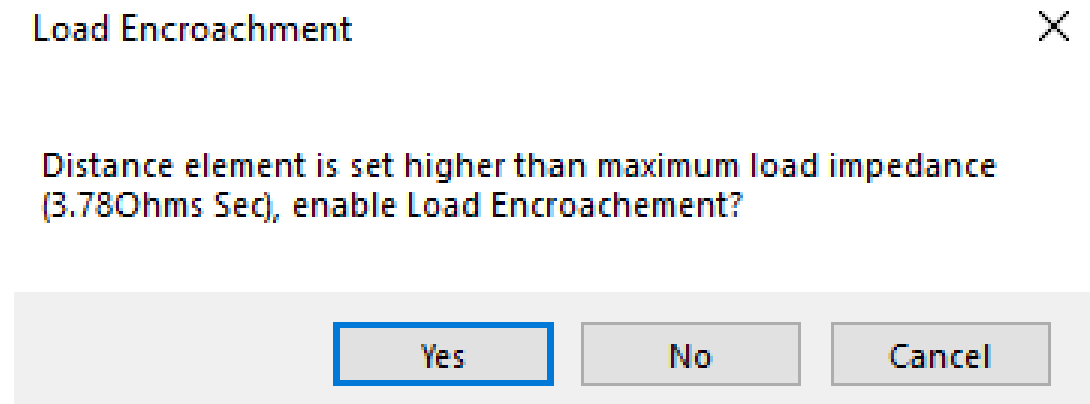 Load Encroachment
Distance element is set higher than maximum load impedance
(3.78Ohms Sec), enable Load Encroachement?
Yes
No
Cancel